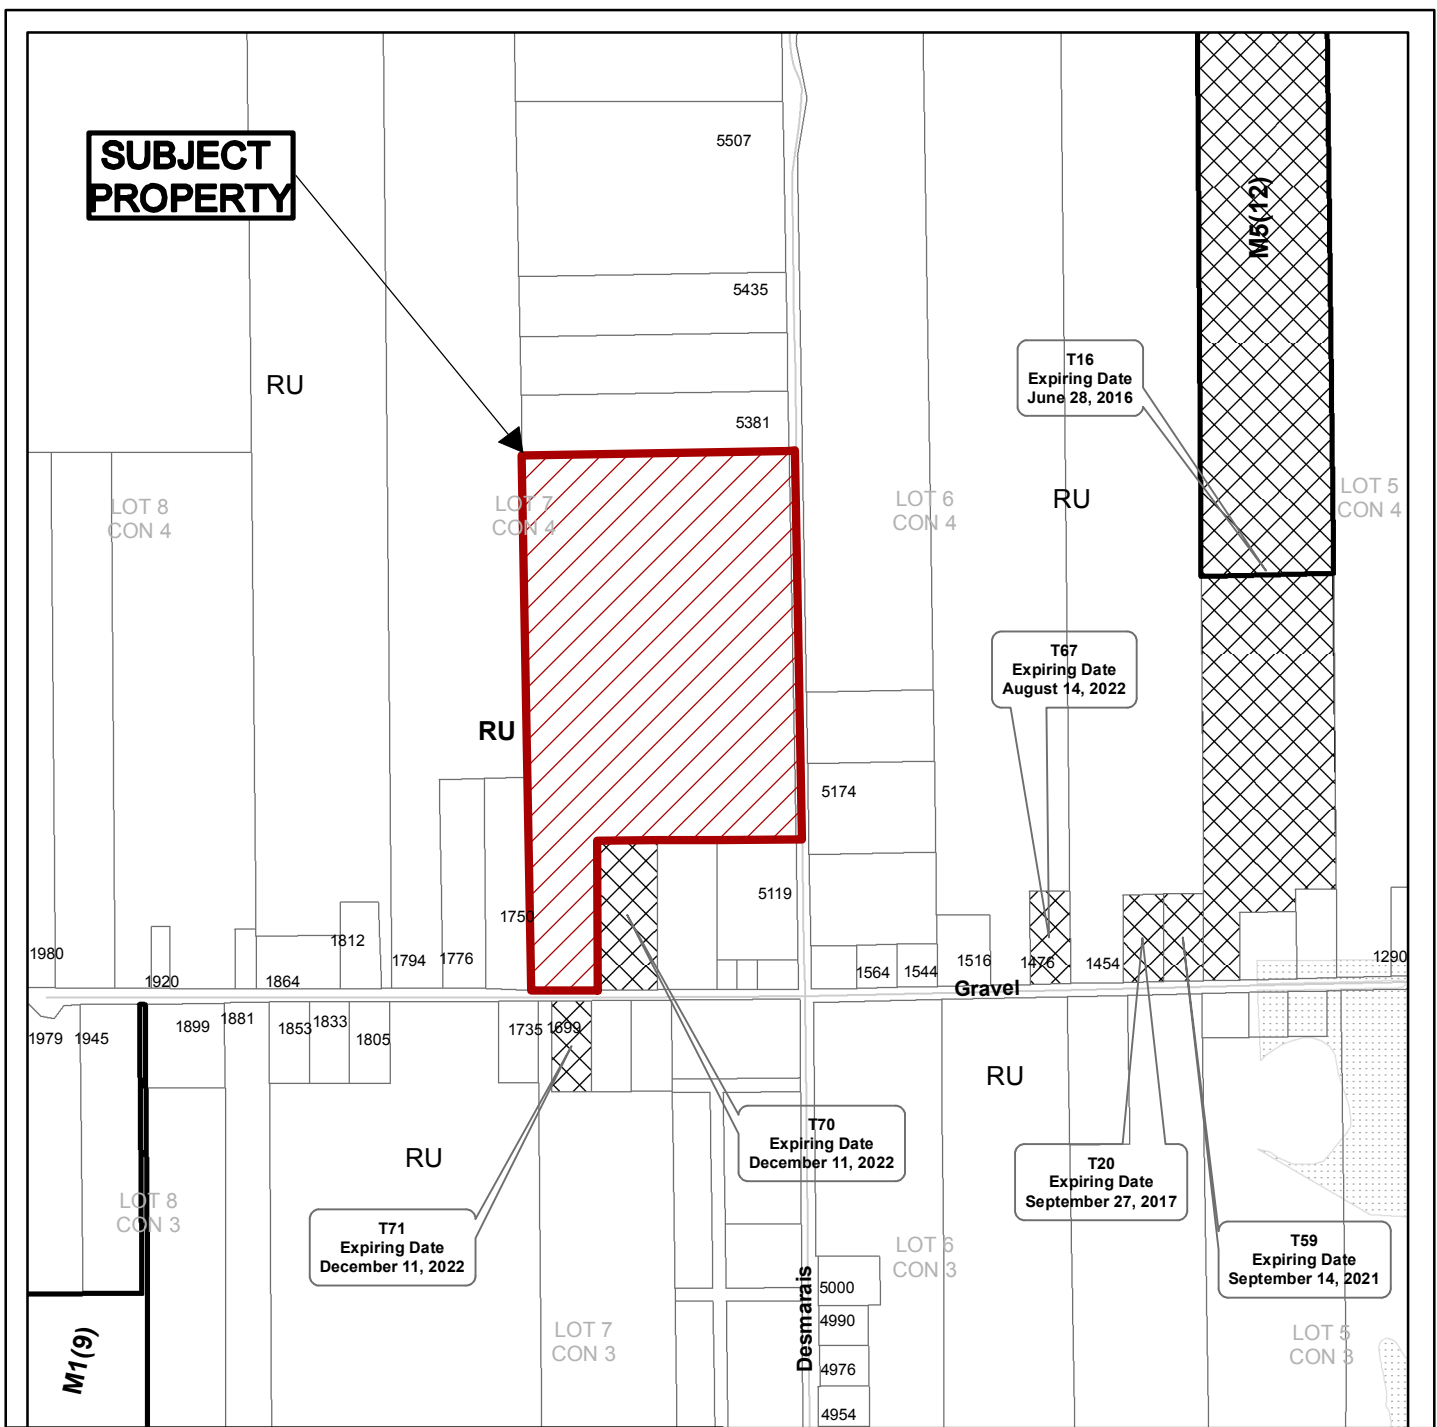 5507
SUBJECT
PROPERTY
M5(12)
5435
T16
Expiring Date
June 28, 2016
RU
5381
LOT 8
CON 4
LOT 7
CON 4
LOT 6
CON 4
RU
LOT 5
CON 4
T67
Expiring Date
August 14, 2022
RU
5174
5119
1750
1812
1980
1920
1864
1794
1776
1564
1544
1516
1476
1454
1290
Gravel
1979
1945
1899
1881
1853
1833
1805
1735
1699
RU
T70
Expiring Date
December 11, 2022
RU
T20
Expiring Date
September 27, 2017
LOT 8
CON 3
T71
Expiring Date
December 11, 2022
LOT 6
CON 3
T59
Expiring Date
September 14, 2021
Desmarais
5000
4990
4976
4954
M1(9)
LOT 7
CON 3
LOT 5
CON 3